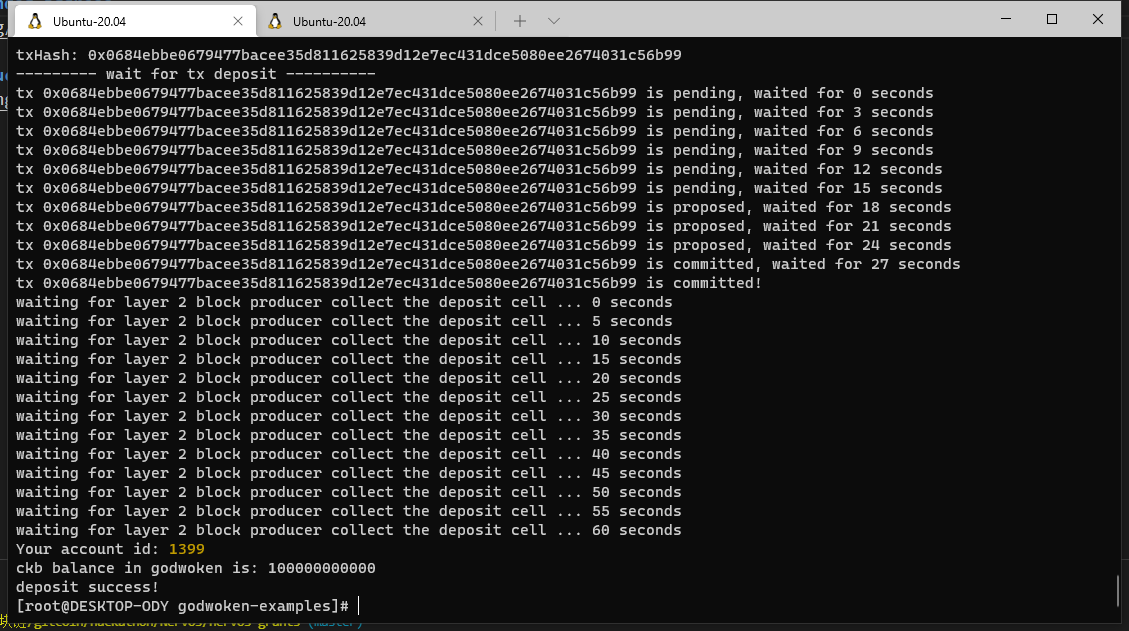 Ubuntu-20.04
Ubuntu-20.04
txHash: 0x0684ebbe0679477bacee35d811625839d12e7ec431dce5080ee2674031c56b99
--------- wait for tx deposit ----------
tx 0x0684ebbe0679477bacee35d811625839d12e7ec431dce5080ee2674031c56b99 is pending, waited for 0 seconds
tx 0x0684ebbe0679477bacee35d811625839d12e7ec431dce5080ee2674031c56b99 is pending, waited for 3 seconds
tx 0x0684ebbe0679477bacee35d811625839d12e7ec431dce5080ee2674031c56b99 is pending, waited for 6 seconds
tx 0x0684ebbe0679477bacee35d811625839d12e7ec431dce5080ee2674031c56b99 is pending, waited for 9 seconds
tx 0x0684ebbe0679477bacee35d811625839d12e7ec431dce5080ee2674031c56b99 is pending, waited for 12 seconds
tx 0x0684ebbe0679477bacee35d811625839d12e7ec431dce5080ee2674031c56b99 is pending, waited for 15 seconds
tx 0x0684ebbe0679477bacee35d811625839d12e7ec431dce5080ee2674031c56b99 is proposed, waited for 18 seconds
tx 0x0684ebbe0679477bacee35d811625839d12e7ec431dce5080ee2674031c56b99 is proposed, waited for 21 seconds
tx 0x0684ebbe0679477bacee35d811625839d12e7ec431dce5080ee2674031c56b99 is proposed, waited for 24 seconds
tx 0x0684ebbe0679477bacee35d811625839d12e7ec431dce5080ee2674031c56b99 is committed, waited for 27 seconds
tx 0x0684ebbe0679477bacee35d811625839d12e7ec431dce5080ee2674031c56b99 is committed!
waiting for layer 2 block producer collect the deposit cell ... 0 seconds
waiting for layer 2 block producer collect the deposit cell ... 5 seconds
waiting for layer 2 block producer collect the deposit cell ... 10 seconds
waiting for layer 2 block producer collect the deposit cell ... 15 seconds
waiting for layer 2 block producer collect the deposit cell ... 20 seconds
waiting for layer 2 block producer collect the deposit cell ... 25 seconds
waiting for layer 2 block producer collect the deposit cell ... 30 seconds
waiting for layer 2 block producer collect the deposit cell ... 35 seconds
waiting for layer 2 block producer collect the deposit cell ... 40 seconds
waiting for layer 2 block producer collect the deposit cell ... 45 seconds
waiting for layer 2 block producer collect the deposit cell ... 50 seconds
waiting for layer 2 block producer collect the deposit cell ... 55 seconds
waiting for layer 2 block producer collect the deposit cell ... 60 seconds
Your account id: 1399
ckb balance in godwoken is: 100000000000
deposit success!
[root@DESKTOP-ODY godwoken-examples]#